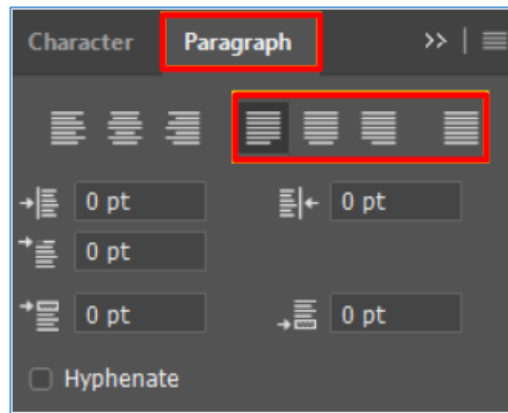 Character Paragraph >>
0 pt 0 pt
0 pt
0 pt 0 pt
Hyphenate